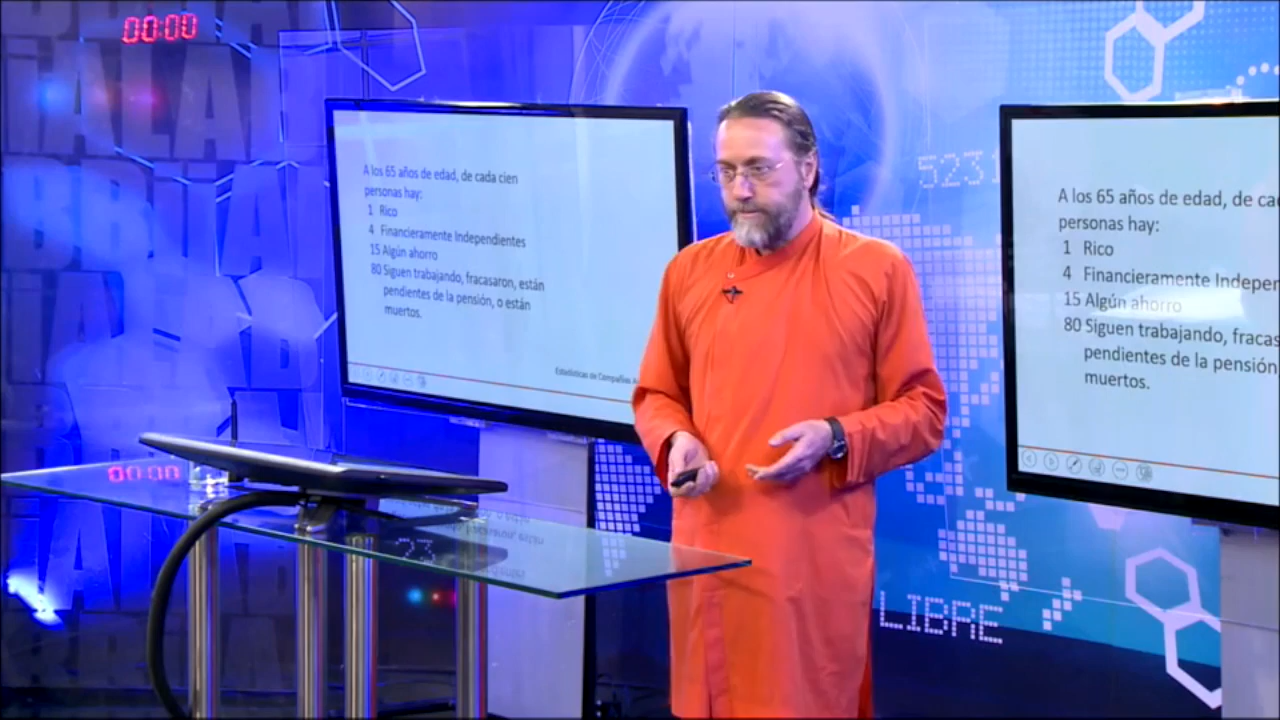 00:00
A los 65 años de edad, de cada cien
personas hay:
1 Rico
4 Financieramente Independientes
15 Algún ahorro
80 Siguen trabajando, fracasaron, están
pendientes de la pensión, o están
muertos.
Estadísticas de Compañías
A los 65 años de edad, de
personas hay:
1 Rico
4 Financieramente
15 Algún ahorro
80 Siguen trabajando,
pendientes de la pensión
muertos.
5231
LIBRE
00:00
23